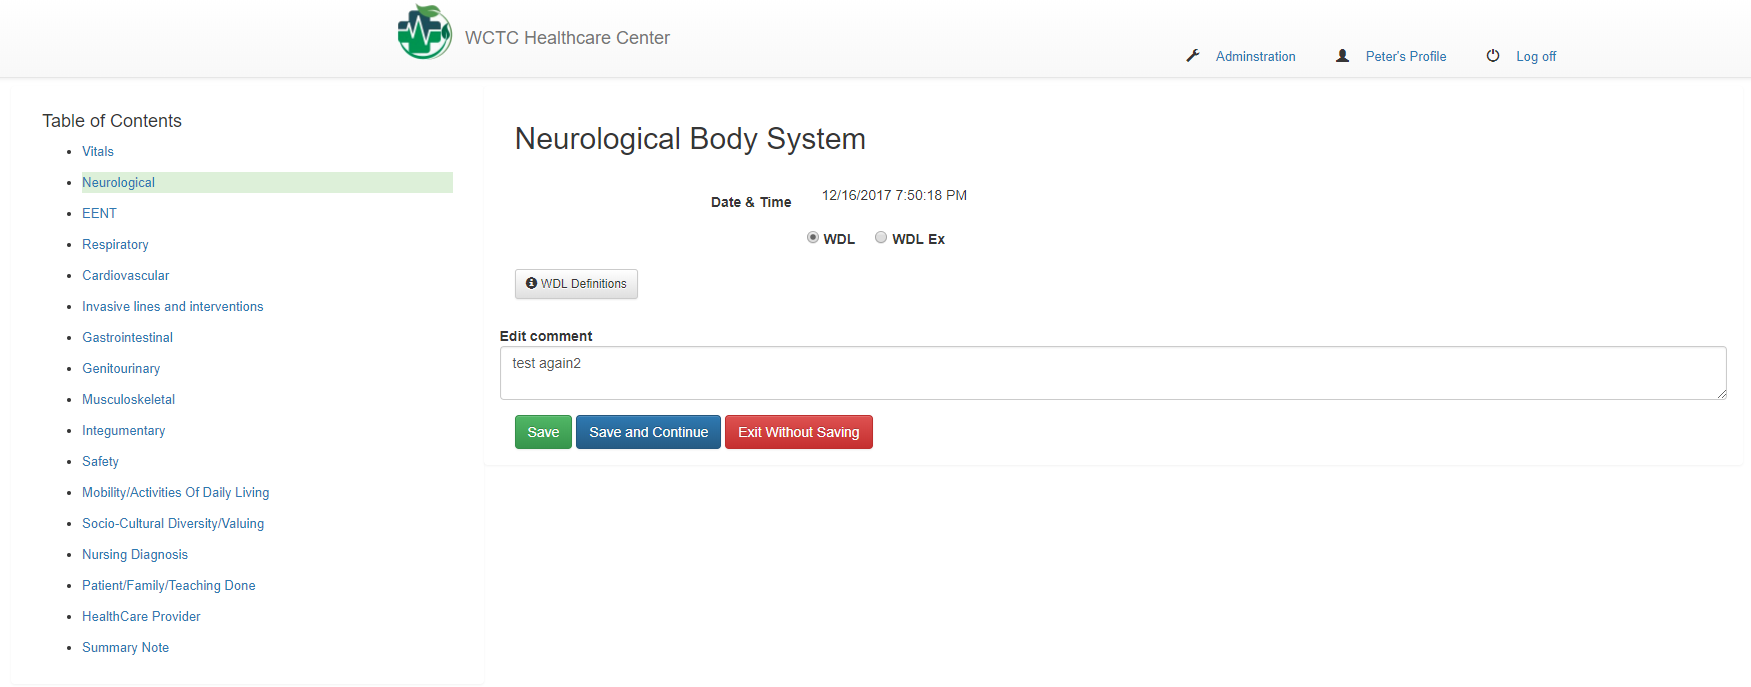 WCTC Healthcare Center
Adminstration
Peter's Profile
Log off
Table of Contents
Vitals
Neurological
EENT
Respiratory
Cardiovascular
Invasive lines and interventions
Gastrointestinal
Genitourinary
Musculoskeletal
Integumentary
Safety
Mobility/Activities Of Daily Living
Socio-Cultural Diversity/Valuing
Nursing Diagnosis
Patient/Family/Teaching Done
HealthCare Provider
Summary Note
Neurological Body System
Date & Time 12/16/2017 7:50:18 PM
WDL WDL Ex
WDL Definitions
Edit comment
test again2
Save Save and Continue Exit Without Saving